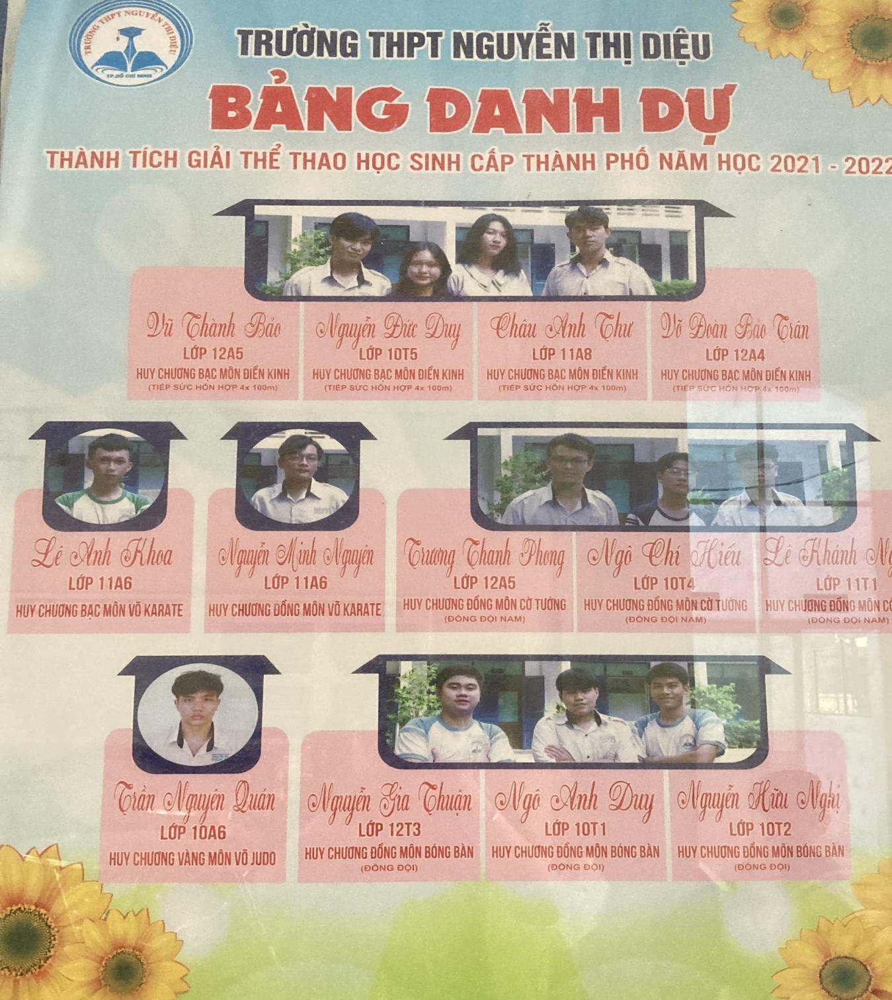 TRƯỜNG THPT NGUYỄN THỊ DIỆU
TP.HỒ CHÍ MINH
TRƯỜNG THPT NGUYỄN THỊ DIỆU
BẢNG DANH DỰ
THÀNH TÍCH GIẢI THỂ THAO HỌC SINH CẤP THÀNH PHỐ NĂM HỌC 2021 - 2022
Vũ Thành Bảo
LỚP 12A5
HUY CHƯƠNG BẠC MÔN ĐIỀN KINH
(TIẾP SỨC HỖN HỢP 4x 100m)
Nguyễn Đức Duy
LỚP 10T5
HUY CHƯƠNG BẠC MÔN ĐIỀN KINH
(TIẾP SỨC HỖN HỢP 4x 100m)
Châu Anh Thư
LỚP 11A8
HUY CHƯƠNG BẠC MÔN ĐIỀN KINH
(TIẾP SỨC HỖN HỢP 4x 100m)
Võ Đoàn Bảo Trân
LỚP 12A4
HUY CHƯƠNG BẠC MÔN ĐIỀN KINH
(TIẾP SỨC HỖN HỢP 4x 100m)
Lê Anh Khoa
LỚP 11A6
HUY CHƯƠNG BẠC MÔN VÕ KARATE
Nguyễn Minh Nguyên
LỚP 11A6
HUY CHƯƠNG ĐỒNG MÔN VÕ KARATE
Trương Thanh Phong
LỚP 12A5
HUY CHƯƠNG ĐỒNG MÔN CỜ TƯỚNG
(ĐỒNG ĐỘI NAM)
Ngô Chí Hiếu
LỚP 10T4
HUY CHƯƠNG ĐỒNG MÔN CỜ TƯỚNG
(ĐỒNG ĐỘI NAM)
Lê Khánh
LỚP 11T1
HUY CHƯƠNG ĐỒNG MÔN
(ĐỒNG ĐỘI NAM)
Trần Nguyên Quán
LỚP 10A6
HUY CHƯƠNG VÀNG MÔN VÕ JUDO
Nguyễn Gia Thuận
LỚP 12T3
HUY CHƯƠNG ĐỒNG MÔN BÓNG BÀN
(ĐỒNG ĐỘI)
Ngô Anh Duy
LỚP 10T1
HUY CHƯƠNG ĐỒNG MÔN BÓNG BÀN
(ĐỒNG ĐỘI)
Nguyễn Hữu Nghị
LỚP 10T2
HUY CHƯƠNG ĐỒNG MÔN BÓNG BÀN
(ĐỒNG ĐỘI)